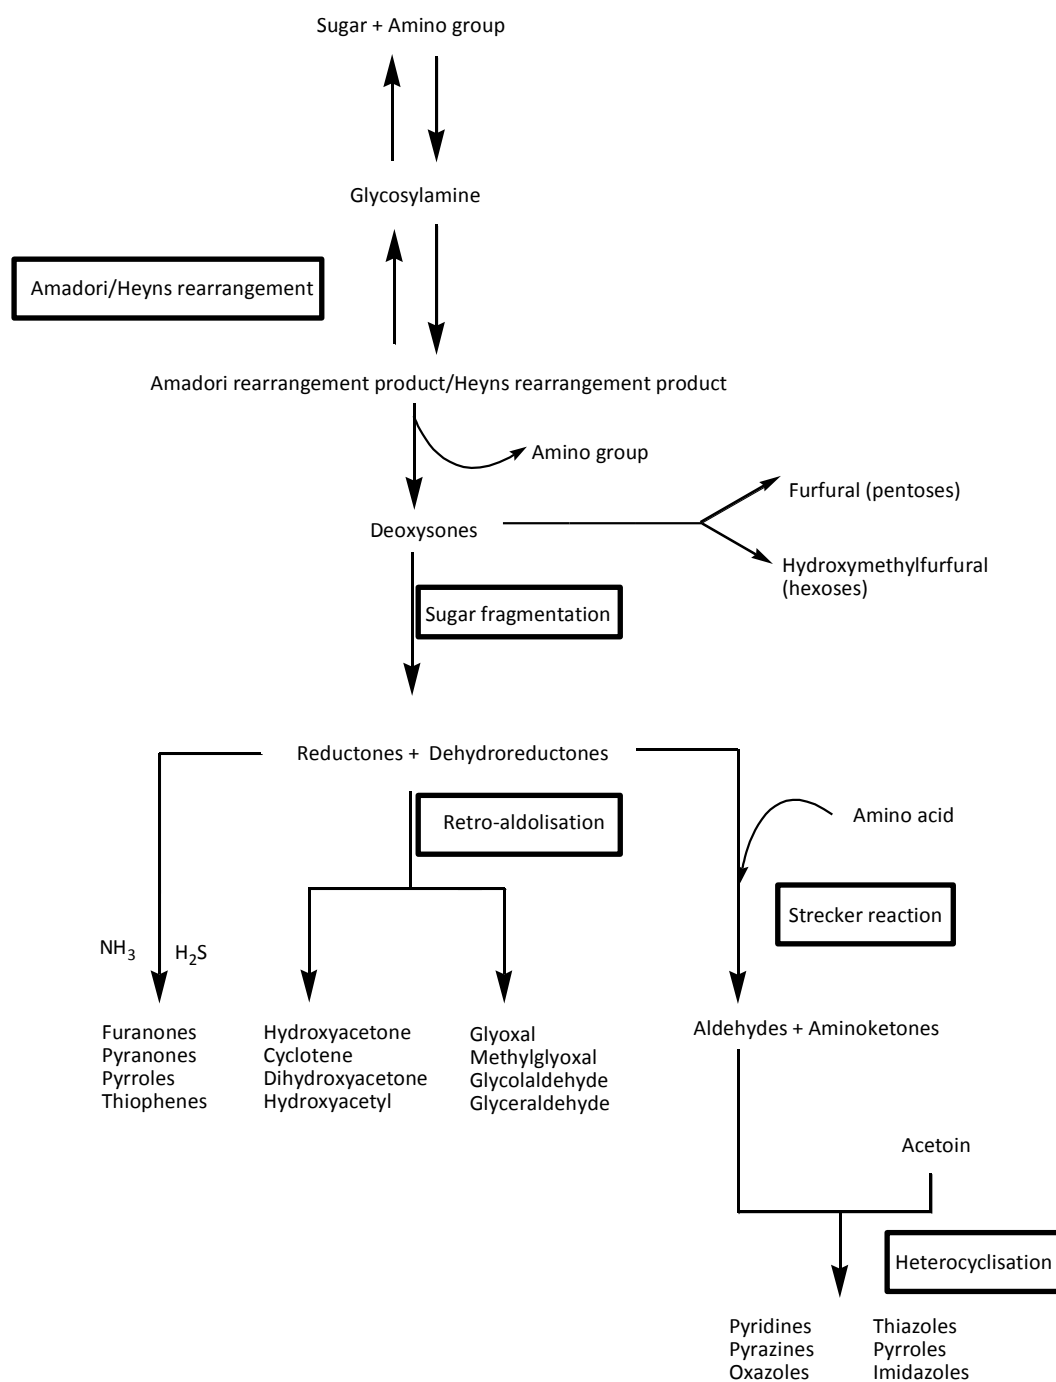 Sugar + Amino group
Glycosylamine
Amadori/Heyns rearrangement
Amadori rearrangement product/Heyns rearrangement product
Amino group
Furfural (pentoses)
Deoxysones
Hydroxymethylfurfural
(hexoses)
Sugar fragmentation
Reductones + Dehydroreductones
Retro-aldolisation
Amino acid
Strecker reaction
NH3
H2S
Furanones
Pyranones
Pyrroles
Thiophenes
Hydroxyacetone
Cyclotene
Dihydroxyacetone
Hydroxyacetyl
Glyoxal
Methylglyoxal
Glycolaldehyde
Glyceraldehyde
Aldehydes + Aminoketones
Acetoin
Heterocyclisation
Pyridines
Pyrazines
Oxazoles
Thiazoles
Pyrroles
Imidazoles